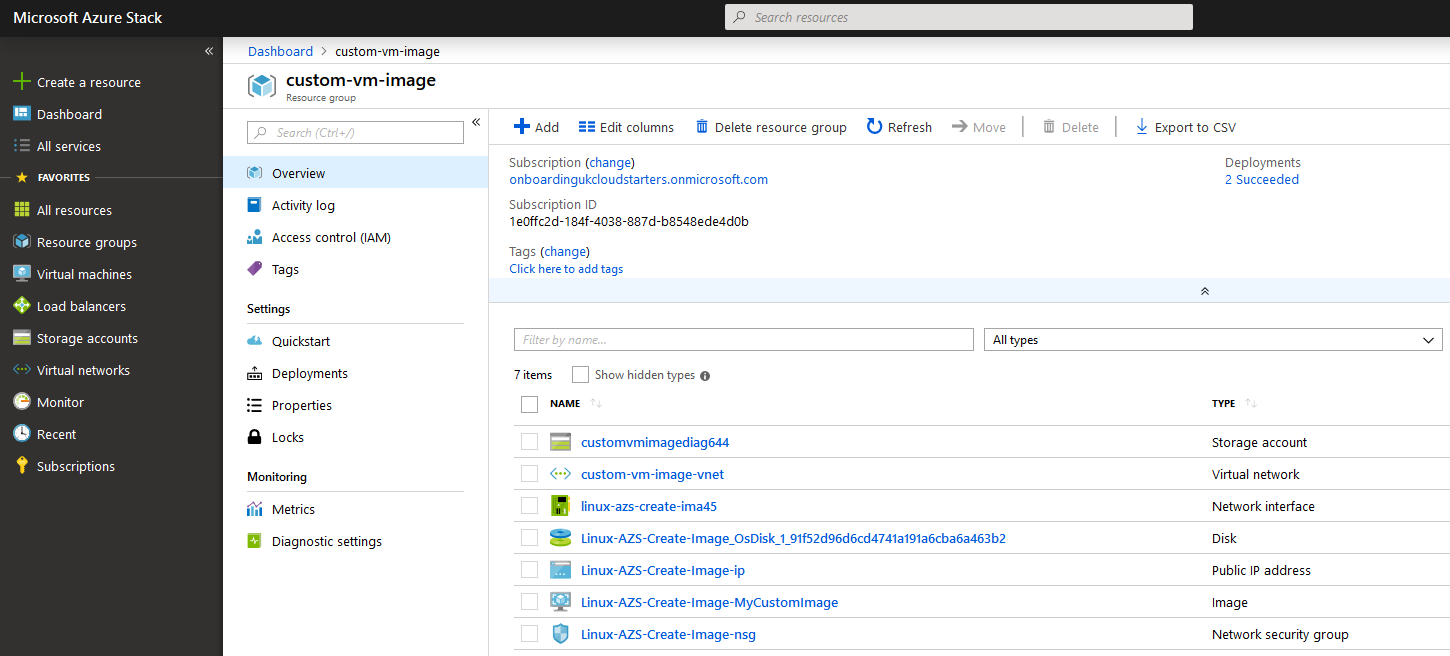 Microsoft Azure Stack
Search resources
Create a resource
Dashboard
All services
FAVORITES
All resources
Resource groups
Virtual machines
Load balancers
Storage accounts
Virtual networks
Monitor
Recent
Subscriptions
Dashboard > custom-vm-image
custom-vm-image
Resource group
Search (Ctrl+/)
Overview
Activity log
Access control (IAM)
Tags
Settings
Quickstart
Deployments
Properties
Locks
Monitoring
Metrics
Diagnostic settings
Add Edit columns Delete resource group Refresh Move Delete Export to CSV
Subscription (change)
onboardingukcloudstarters.onmicrosoft.com
Subscription ID
1e0ffc2d-184f-4038-887d-b8548ede4d0b
Tags (change)
Click here to add tags
Deployments
2 Succeeded
Filter by name...
All types
7 items Show hidden types
NAME TYPE
customvmimagediag644 Storage account
custom-vm-image-vnet Virtual network
linux-azs-create-ima45 Network interface
Linux-AZS-Create-Image_OsDisk_1_91f52d96d6cd4741a191a6cba6a463b2 Disk
Linux-AZS-Create-Image-ip Public IP address
Linux-AZS-Create-Image-MyCustomImage Image
Linux-AZS-Create-Image-nsg Network security group